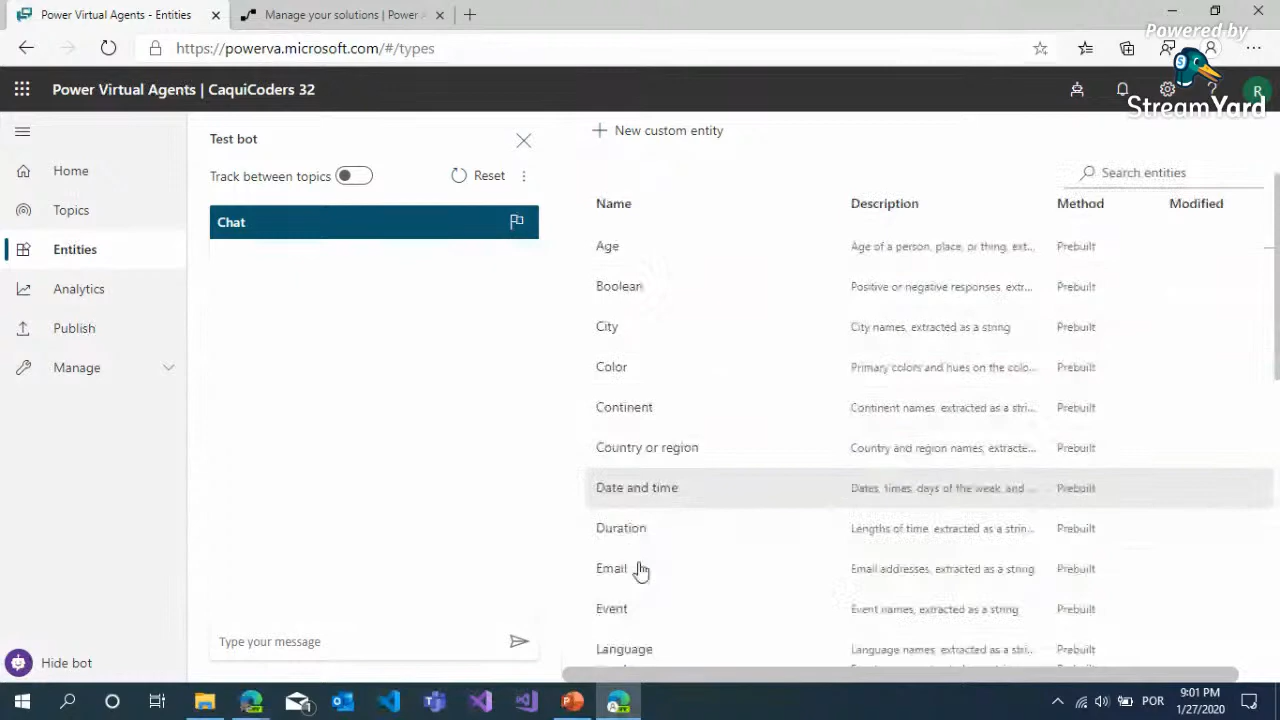 Power Virtual Agents - Entities
Manage your solutions | Power A
https://powerva.microsoft.com/#/types
Powered by
StreamYard
Power Virtual Agents | CaquiCoders 32
R
Home
Topics
Entities
Analytics
Publish
Manage
Hide bot
Test bot
Track between topics
Reset
Chat
Type your message
New custom entity
Search entities
Name Description Method Modified
Age Age of a person, place, or thing, ext... Prebuilt
Boolean Positive or negative responses, extr... Prebuilt
City City names, extracted as a string Prebuilt
Color Primary colors and hues on the colo... Prebuilt
Continent Continent names, extracted as a stri... Prebuilt
Country or region Country and region names, extracte... Prebuilt
Date and time Dates, times, days of the week, and ... Prebuilt
Duration Lengths of time, extracted as a strin... Prebuilt
Email Email addresses, extracted as a string Prebuilt
Event Event names, extracted as a string Prebuilt
Language Language names, extracted as a stri... Prebuilt
POR
9:01 PM
1/27/2020